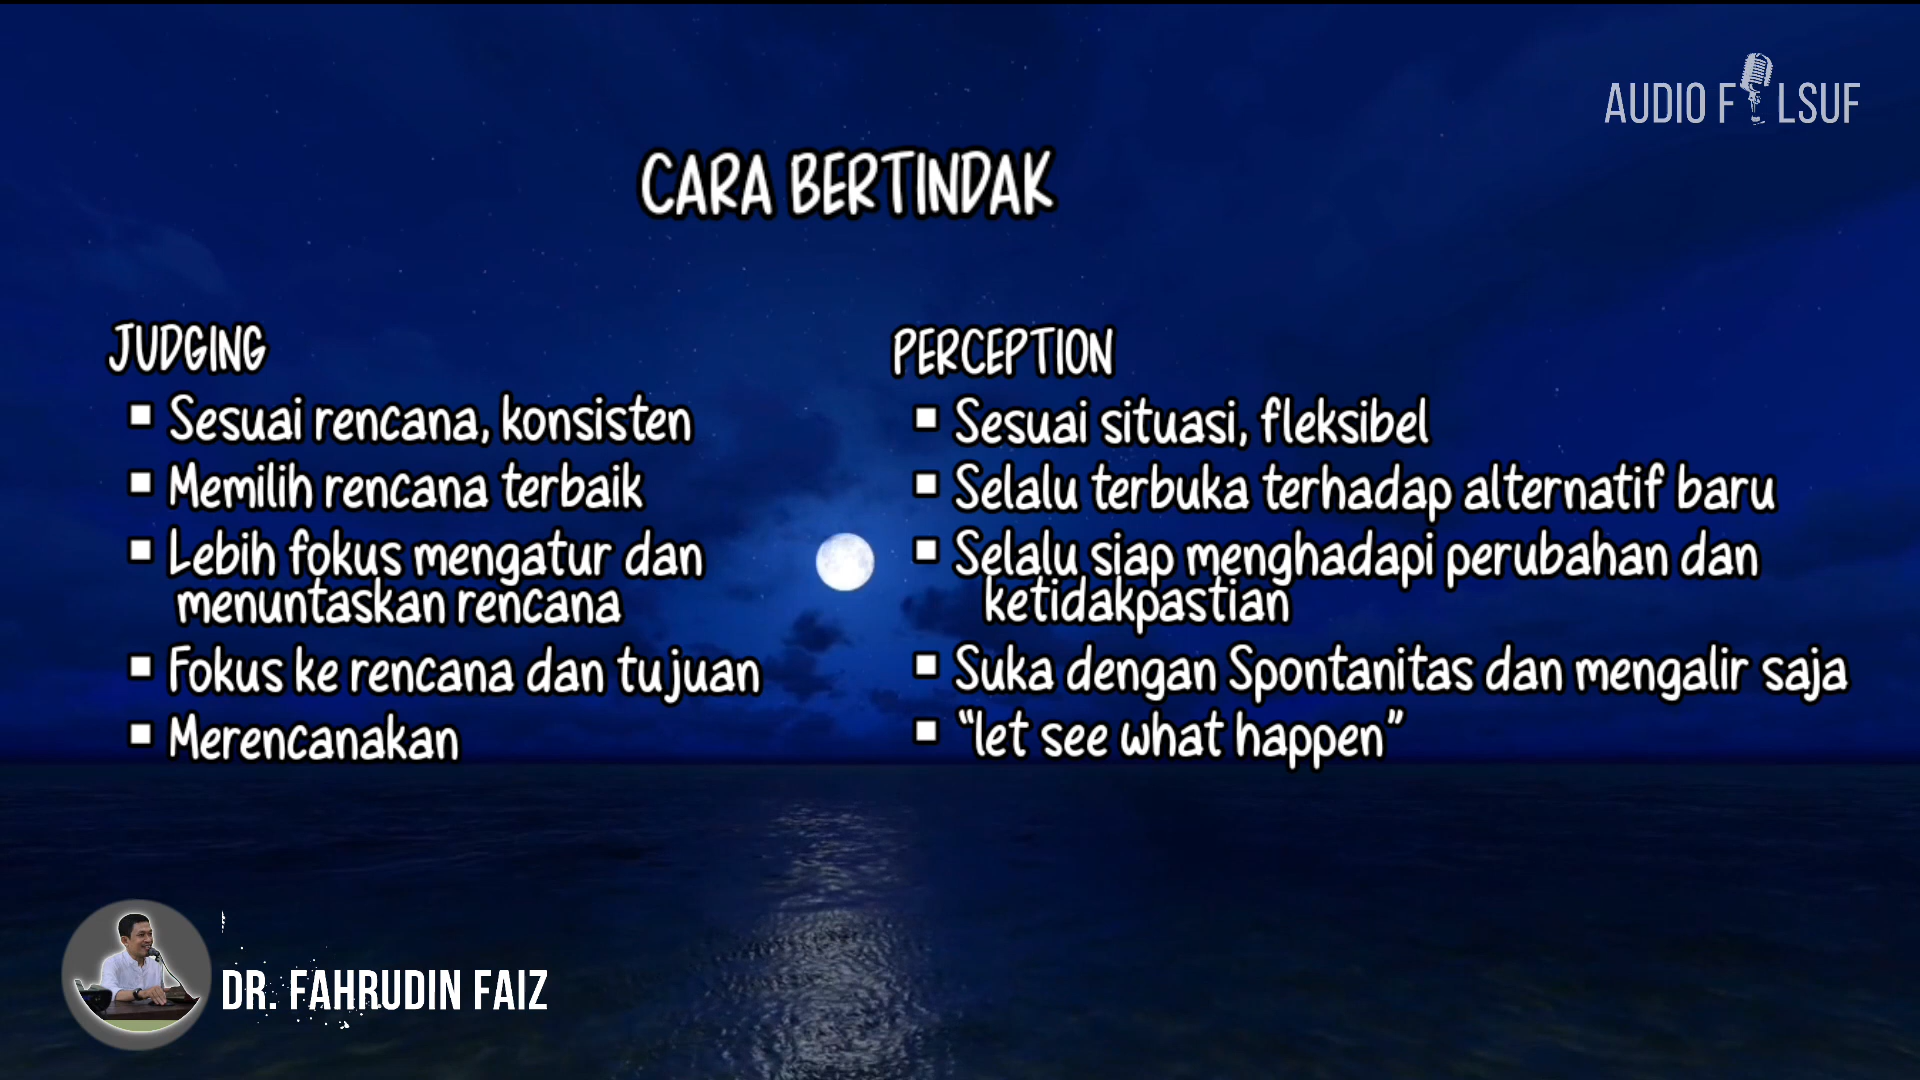 AUDIO FILSUF
CARA BERTINDAK
JUDGING
▪ Sesuai rencana, konsisten
▪ Memilih rencana terbaik
▪ Lebih fokus mengatur dan
menuntaskan rencana
▪ Fokus ke rencana dan tujuan
▪ Merencanakan
PERCEPTION
▪ Sesuai situasi, fleksibel
▪ Selalu terbuka terhadap alternatif baru
▪ Selalu siap menghadapi perubahan dan
ketidakpastian
▪ Suka dengan Spontanitas dan mengalir saja
▪ “let see what happen”
DR. FAHRUDIN FAIZ